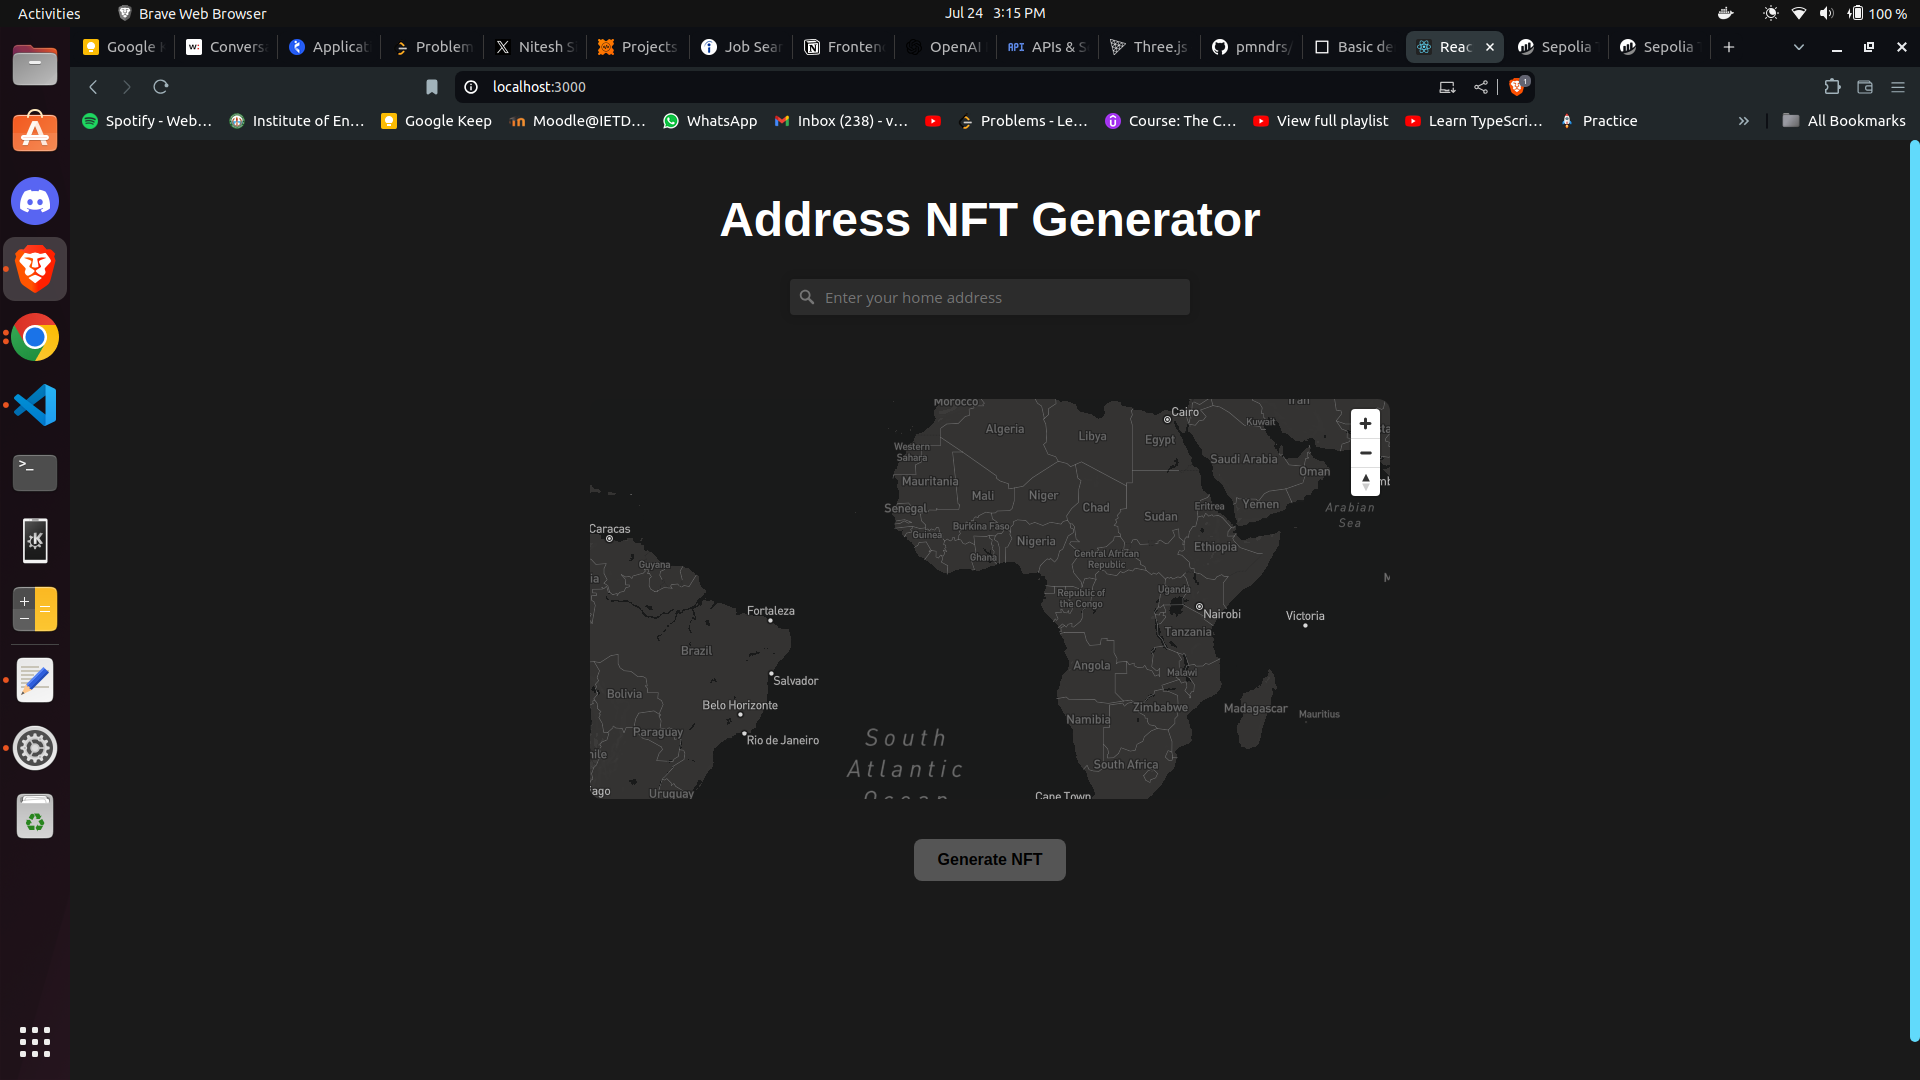 Activities Brave Web Browser Jul 24 3:15 PM 100 %
Google K Convers Applicat Problem Nitesh S Projects Job Sear Fronten OpenAI APIs & S Three.js pmndrs/ Basic de Reac Sepolia Sepolia
localhost:3000 1
Spotify - Web... Institute of En... Google Keep Moodle@IETD... WhatsApp Inbox (238) - v... Problems - Le... Course: The C... View full playlist Learn TypeScri... Practice All Bookmarks
Address NFT Generator
Enter your home address
Morocco
Algeria
Libya
Cairo
Egypt
Iran
Kuwait
Western
Sahara
Saudi Arabia
Oman
Mauritania
Mali
Niger
Chad
Sudan
Eritrea
Yemen
Arabian
Sea
Senegal
Burkina Faso
Guinea
Ghana
Nigeria
Central African
Republic
Ethiopia
Caracas
Guyana
Republic of
the Congo
Uganda
Nairobi
Victoria
Fortaleza
Tanzania
Brazil
Angola
Malawi
Salvador
Bolivia
Belo Horizonte
Zimbabwe
Madagascar
Mauritius
Namibia
Paraguay
Rio de Janeiro
South
Atlantic
Ocean
South Africa
Uruguay
Cape Town
Generate NFT